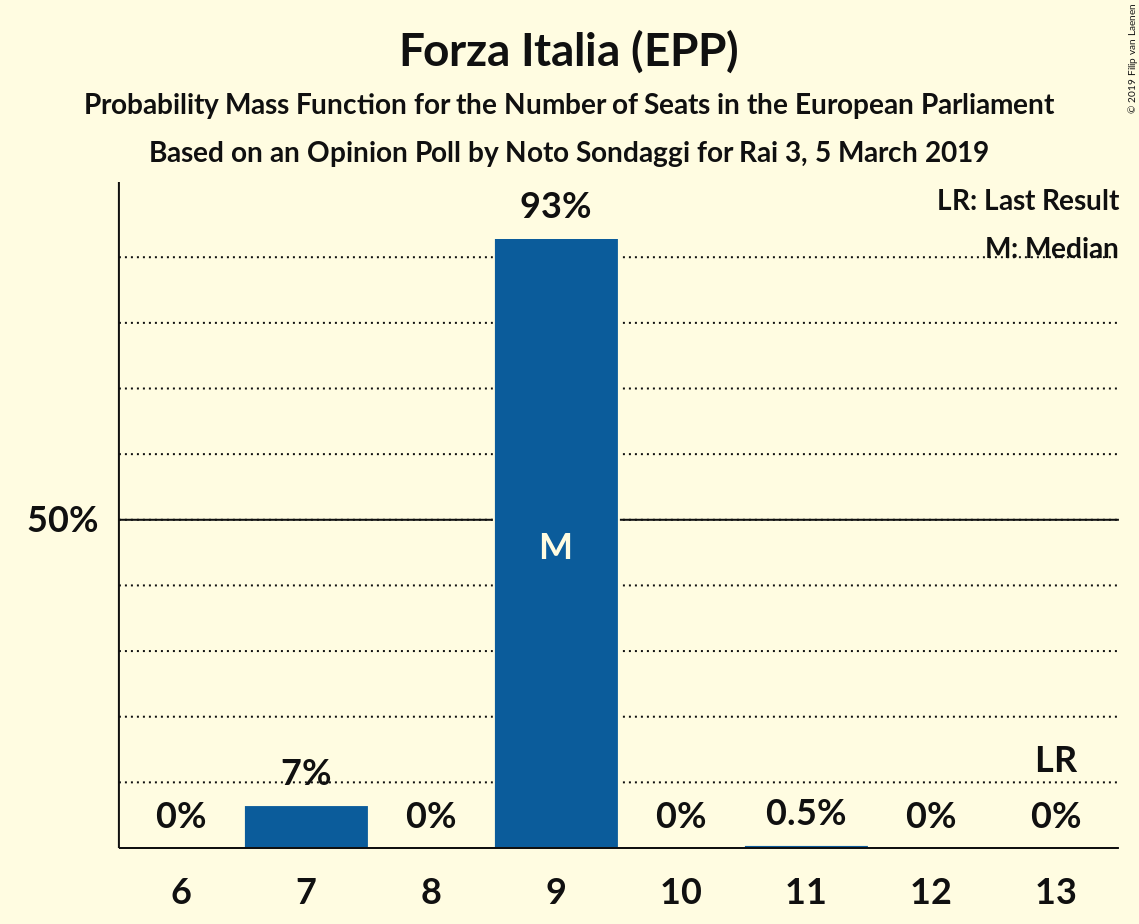 Forza Italia (EPP)
Probability Mass Function for the Number of Seats in the European Parliament
Based on an Opinion Poll by Noto Sondaggi for Rai 3, 5 March 2019
© 2019 Filip van Laenen
LR: Last Result
M: Median
93%
50%
M
7%
LR
0%
0%
0%
0.5%
0%
0%
6 7 8 9 10 11 12 13